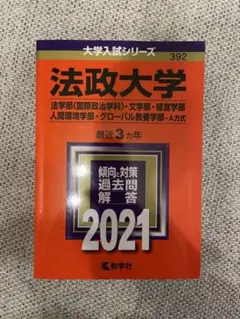 大学入試シリーズ
392
法政大学
法学部〈国際政治学科〉・文学部・経営学部
人間環境学部・グローバル教養学部-A方式
最近3カ年
傾向と対策
過去問
解答
2021
教学社